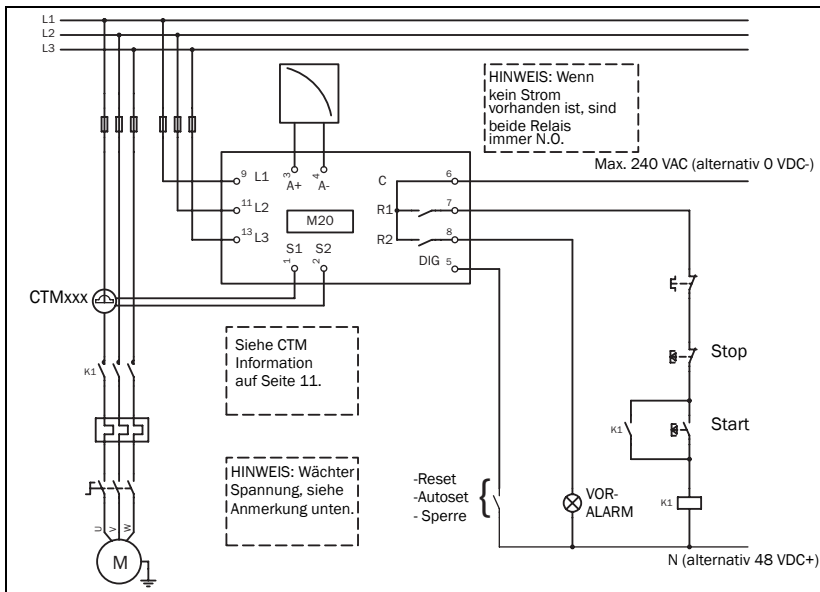 L1
L2
L3
HINWEIS: Wenn
kein Strom
vorhanden ist, sind
beide Relais
immer N.O.
Max. 240 VAC (alternativ 0 VDC-)
3
4
A+
A-
9
L1
11
L2
13
L3
M20
S1
S2
1
2
C
6
R1
7
R2
8
DIG
5
CTMxxx
Siehe CTM
Information
auf Seite 11.
K1
HINWEIS: Wächter
Spannung, siehe
Anmerkung unten.
U
V
W
M
-Reset
-Autoset
- Sperre
{
VOR-
ALARM
Stop
K1
Start
K1
N (alternativ 48 VDC+)